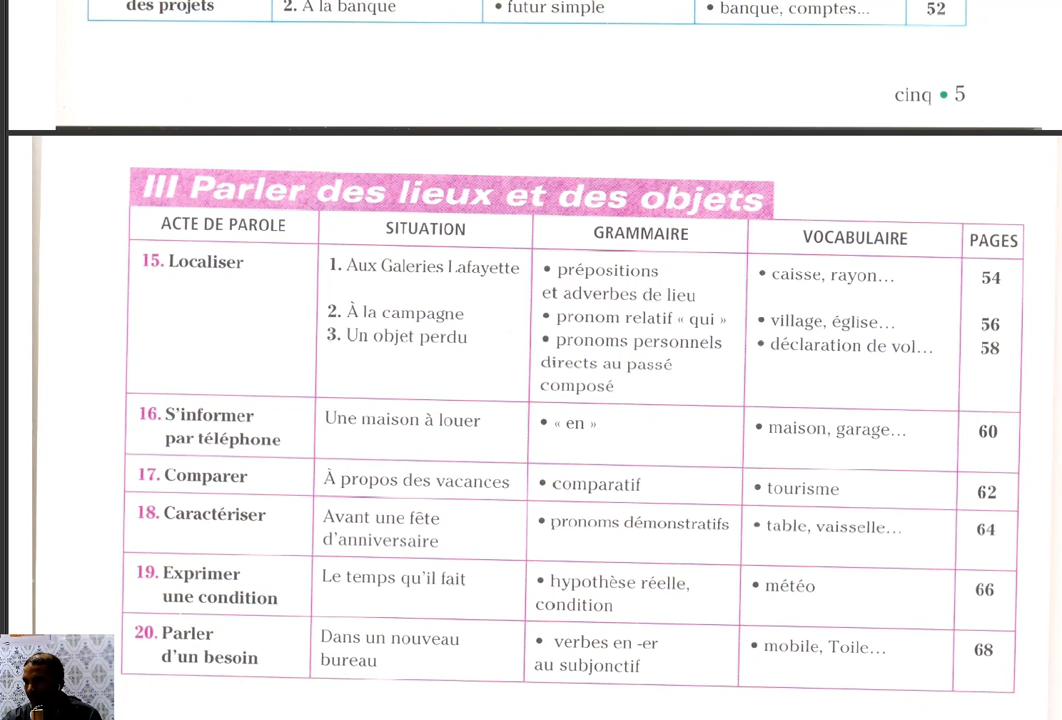 des projets 2. À la banque • futur simple • banque, comptes... 52
cinq • 5
III Parler des lieux et des objets
ACTE DE PAROLE SITUATION GRAMMAIRE VOCABULAIRE PAGES
15. Localiser 1. Aux Galeries Lafayette • prépositions • caisse, rayon... 54
et adverbes de lieu
2. À la campagne • pronom relatif « qui » • village, église... 56
3. Un objet perdu • pronoms personnels • déclaration de vol... 58
directs au passé
composé
16. S'informer Une maison à louer • « en » • maison, garage... 60
par téléphone
17. Comparer À propos des vacances • comparatif • tourisme 62
18. Caractériser Avant une fête • pronoms démonstratifs • table, vaisselle... 64
d'anniversaire
19. Exprimer Le temps qu'il fait • hypothèse réelle, • météo 66
une condition condition
20. Parler Dans un nouveau • verbes en -er • mobile, Toile... 68
d'un besoin bureau au subjonctif